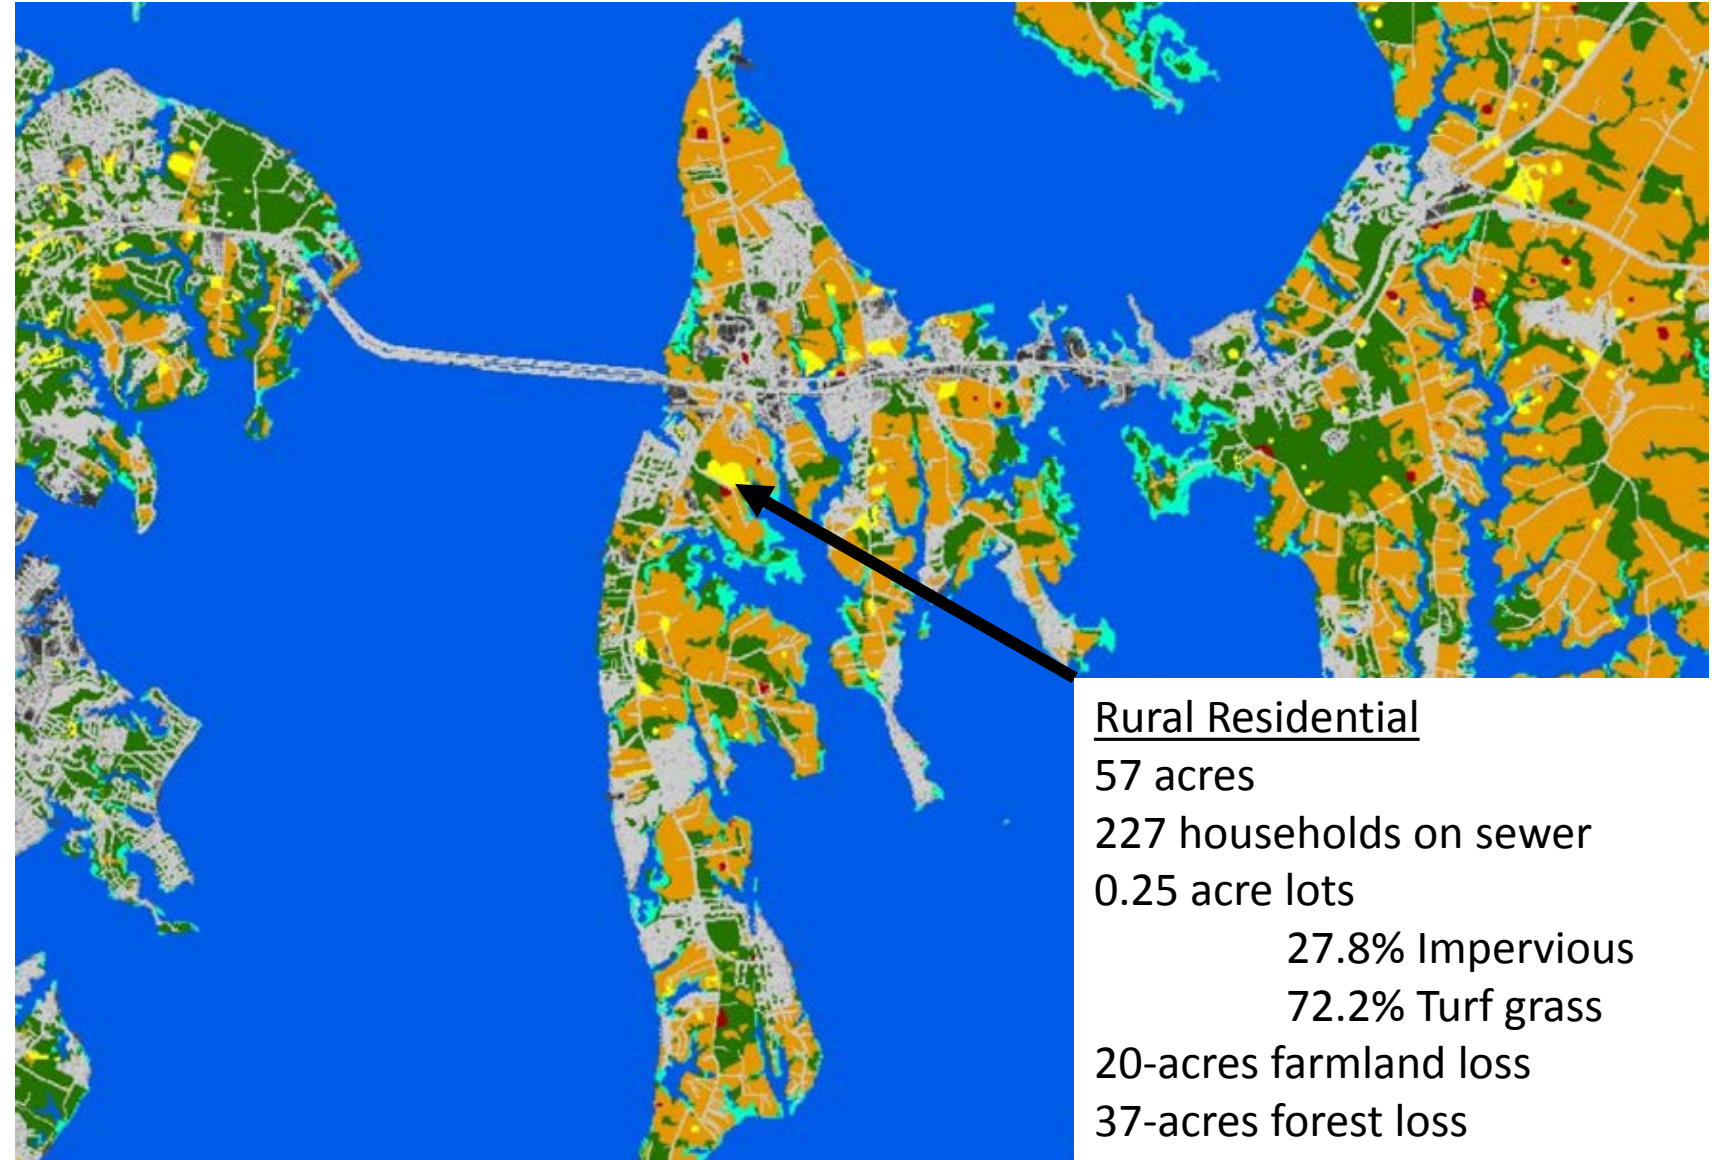 Rural Residential
57 acres
227 households on sewer
0.25 acre lots
27.8% Impervious
72.2% Turf grass
20-acres farmland loss
37-acres forest loss